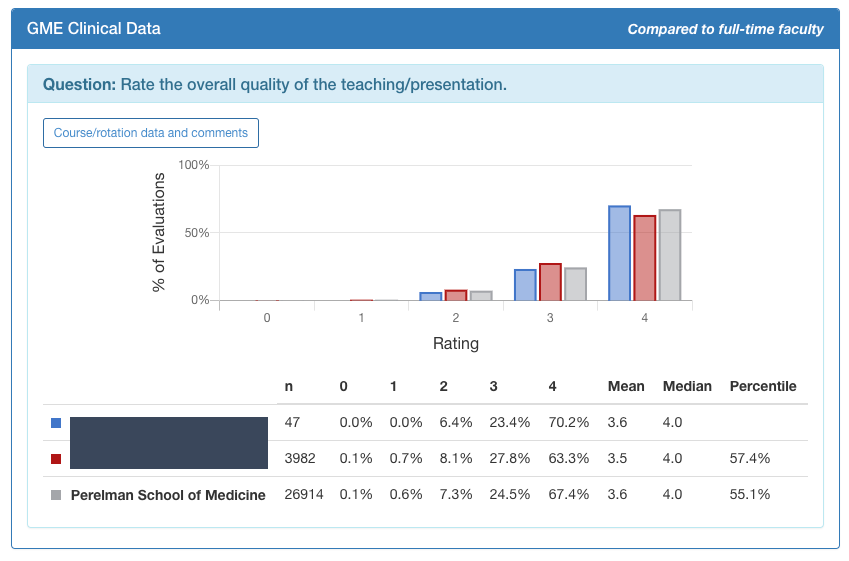 GME Clinical Data Compared to full-time faculty
Question: Rate the overall quality of the teaching/presentation.
Course/rotation data and comments
% of Evaluations
100%
50%
0%
0 1 2 3 4
Rating
n 0 1 2 3 4 Mean Median Percentile
47 0.0% 0.0% 6.4% 23.4% 70.2% 3.6 4.0
3982 0.1% 0.7% 8.1% 27.8% 63.3% 3.5 4.0 57.4%
Perelman School of Medicine 26914 0.1% 0.6% 7.3% 24.5% 67.4% 3.6 4.0 55.1%